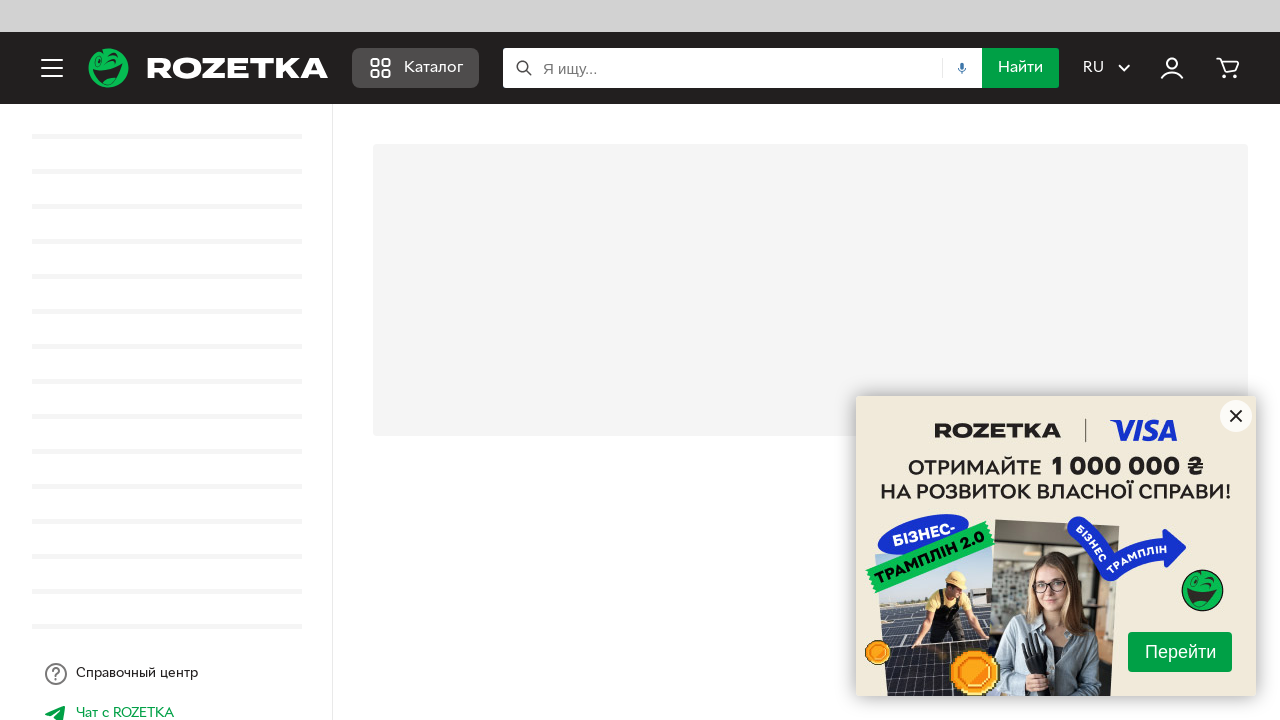 ROZETKA
Каталог
Я ищу...
Найти
RU
ROZETKA | VISA
ОТРИМАЙТЕ 1 000 000 ₴
НА РОЗВИТОК ВЛАСНОЇ СПРАВИ!
БІЗНЕС-
ТРАМПЛІН 2.0
БІЗНЕС
ТРАМПЛІН
Перейти
Справочный центр
Чат с ROZETKA